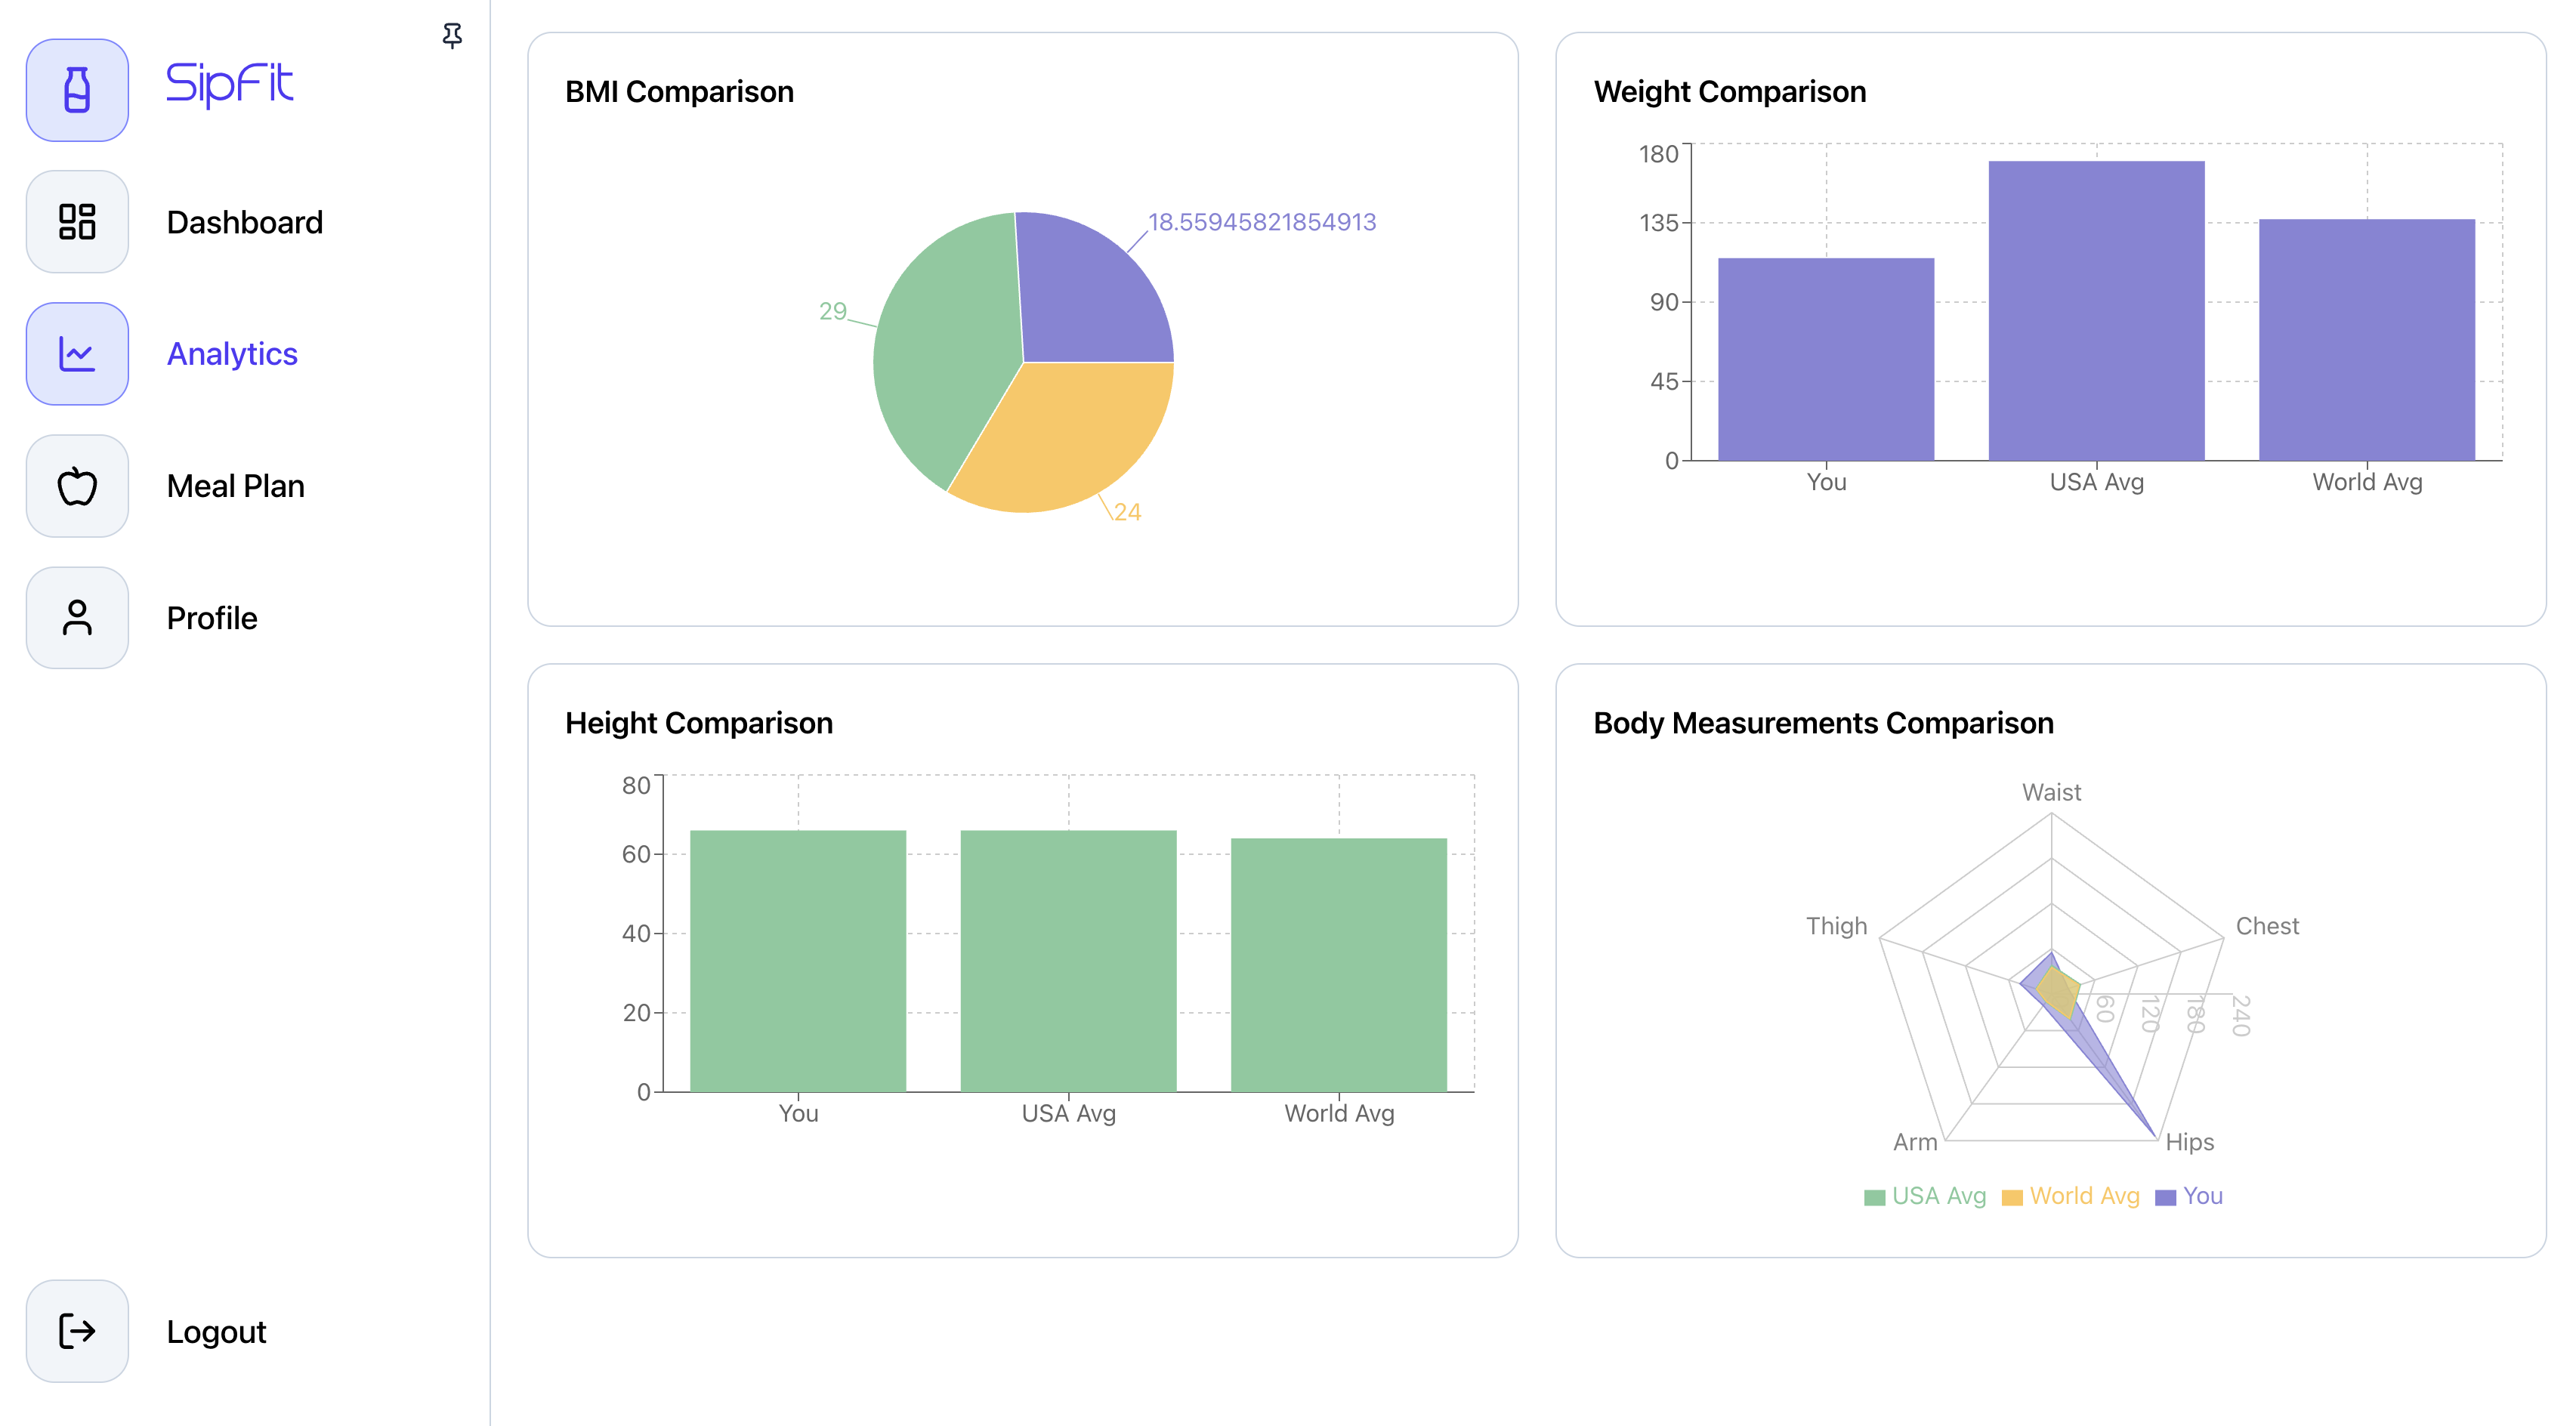 SipFit
Dashboard
Analytics
Meal Plan
Profile
Logout
BMI Comparison
18.55945821854913
29
24
Weight Comparison
180
135
90
45
0
You USA Avg World Avg
Height Comparison
80
60
40
20
0
You USA Avg World Avg
Body Measurements Comparison
Waist
Thigh Chest
60 120 180 240
Arm Hips
USA Avg World Avg You